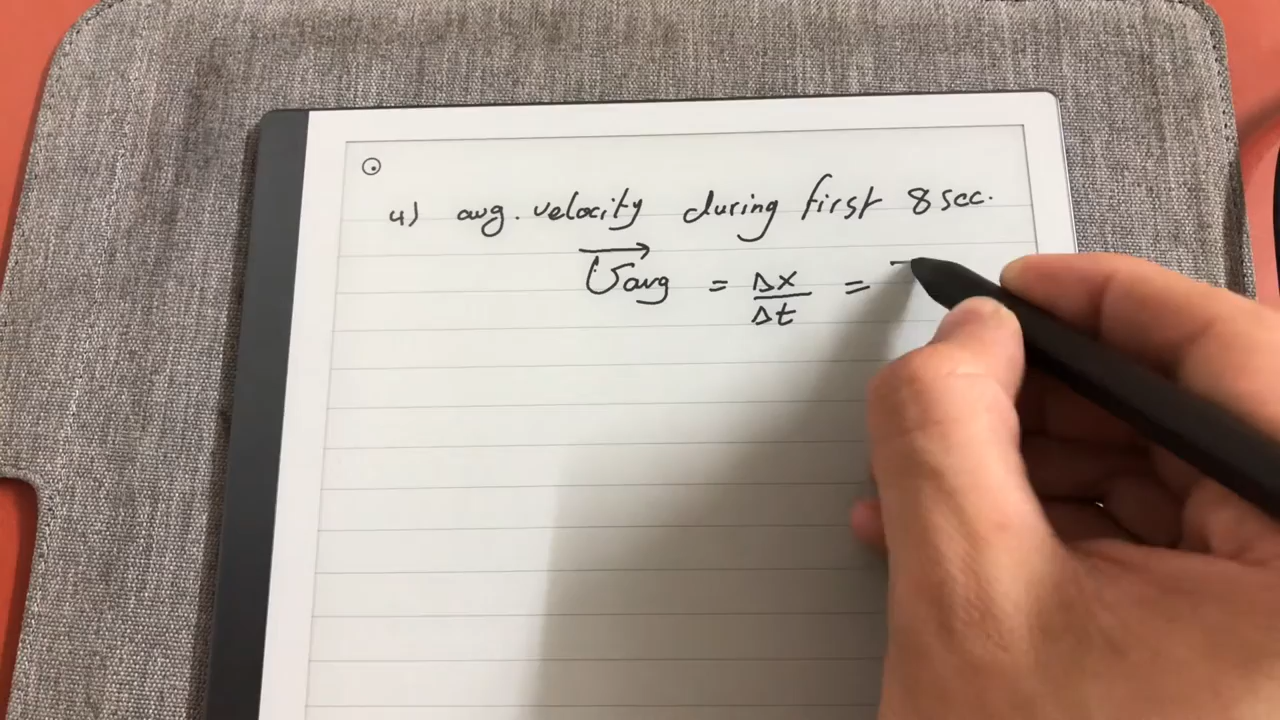 4) avg. velocity during first 8 sec.
v⃗avg = Δx/Δt =